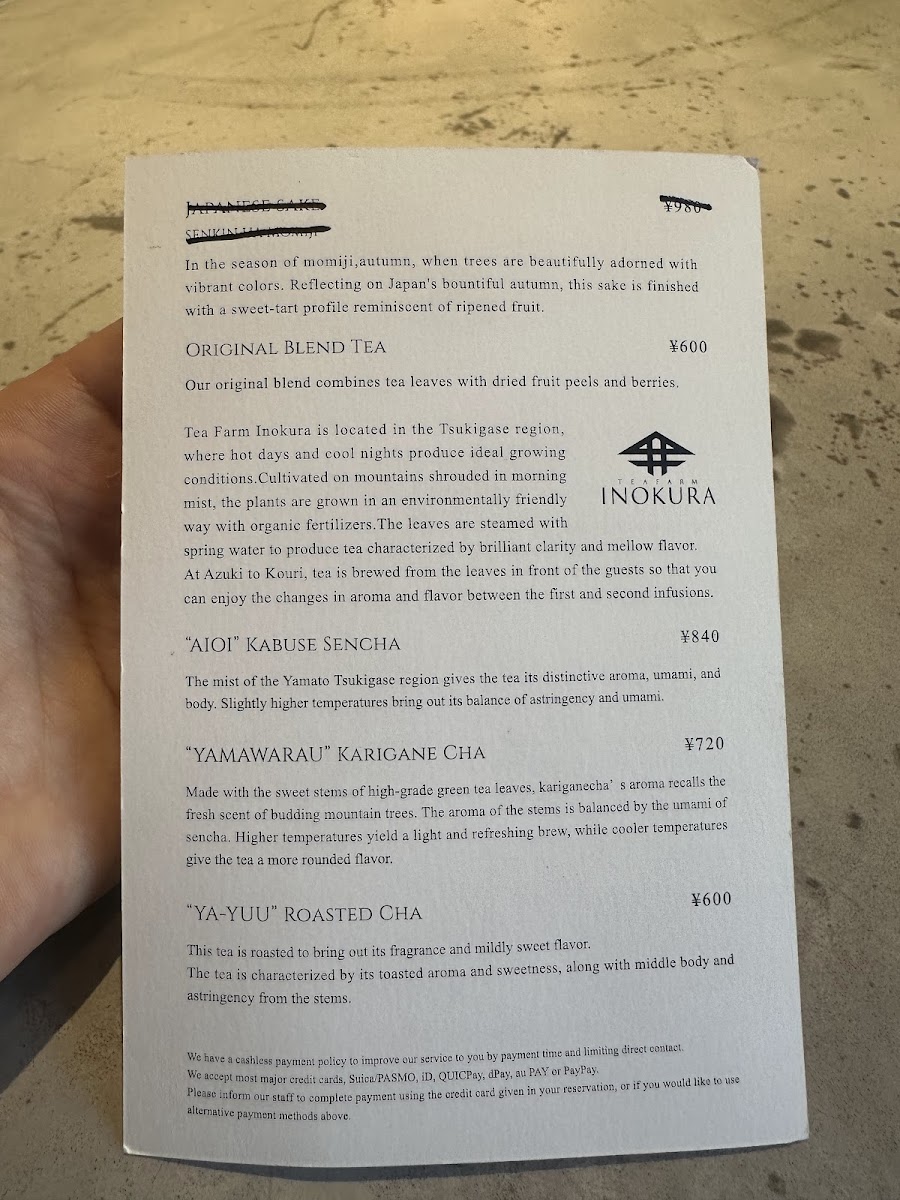 JAPANESE SAKE ¥980
SENKIN
In the season of momiji,autumn, when trees are beautifully adorned with
vibrant colors. Reflecting on Japan's bountiful autumn, this sake is finished
with a sweet-tart profile reminiscent of ripened fruit.
ORIGINAL BLEND TEA ¥600
Our original blend combines tea leaves with dried fruit peels and berries.
Tea Farm Inokura is located in the Tsukigase region,
where hot days and cool nights produce ideal growing
conditions.Cultivated on mountains shrouded in morning
mist, the plants are grown in an environmentally friendly
way with organic fertilizers.The leaves are steamed with
spring water to produce tea characterized by brilliant clarity and mellow flavor.
At Azuki to Kouri, tea is brewed from the leaves in front of the guests so that you
can enjoy the changes in aroma and flavor between the first and second infusions.
TEA FARM
INOKURA
“AIOI” KABUSE SENCHA ¥840
The mist of the Yamato Tsukigase region gives the tea its distinctive aroma, umami, and
body. Slightly higher temperatures bring out its balance of astringency and umami.
“YAMAWARAU” KARIGANE CHA ¥720
Made with the sweet stems of high-grade green tea leaves, kariganecha’ s aroma recalls the
fresh scent of budding mountain trees. The aroma of the stems is balanced by the umami of
sencha. Higher temperatures yield a light and refreshing brew, while cooler temperatures
give the tea a more rounded flavor.
“YA-YUU” ROASTED CHA ¥600
This tea is roasted to bring out its fragrance and mildly sweet flavor.
The tea is characterized by its toasted aroma and sweetness, along with middle body and
astringency from the stems.
We have a cashless payment policy to improve our service to you by payment time and limiting direct contact.
We accept most major credit cards, Suica/PASMO, iD, QUICPay, dPay, au PAY or PayPay.
Please inform our staff to complete payment using the credit card given in your reservation, or if you would like to use
alternative payment methods above.